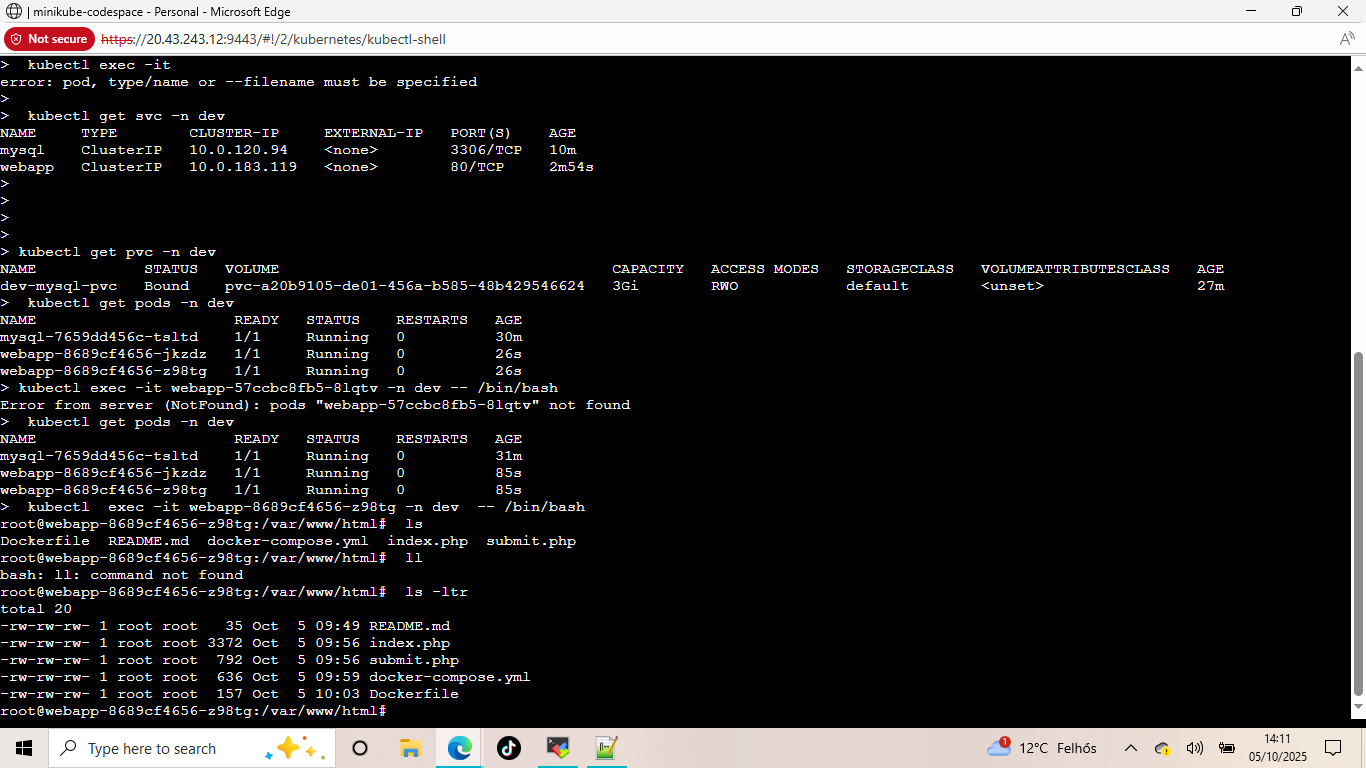 | minikube-codespace - Personal - Microsoft Edge
Not secure https://20.43.243.12:9443/#!/2/kubernetes/kubectl-shell
>  kubectl exec -it
error: pod, type/name or --filename must be specified
>
>  kubectl get svc -n dev
NAME     TYPE        CLUSTER-IP     EXTERNAL-IP   PORT(S)    AGE
mysql    ClusterIP   10.0.120.94    <none>        3306/TCP   10m
webapp   ClusterIP   10.0.183.119   <none>        80/TCP     2m54s
>
>
>
>
> kubectl get pvc -n dev
NAME            STATUS   VOLUME                                     CAPACITY   ACCESS MODES   STORAGECLASS   VOLUMEATTRIBUTESCLASS   AGE
dev-mysql-pvc   Bound    pvc-a20b9105-de01-456a-b585-48b429546624   3Gi        RWO            default        <unset>                 27m
>  kubectl get pods -n dev
NAME                      READY   STATUS    RESTARTS   AGE
mysql-7659dd456c-tsltd    1/1     Running   0          30m
webapp-8689cf4656-jkzdz   1/1     Running   0          26s
webapp-8689cf4656-z98tg   1/1     Running   0          26s
> kubectl exec -it webapp-57ccbc8fb5-8lqtv -n dev -- /bin/bash
Error from server (NotFound): pods "webapp-57ccbc8fb5-8lqtv" not found
>  kubectl get pods -n dev
NAME                      READY   STATUS    RESTARTS   AGE
mysql-7659dd456c-tsltd    1/1     Running   0          31m
webapp-8689cf4656-jkzdz   1/1     Running   0          85s
webapp-8689cf4656-z98tg   1/1     Running   0          85s
>  kubectl  exec -it webapp-8689cf4656-z98tg -n dev  -- /bin/bash
root@webapp-8689cf4656-z98tg:/var/www/html#  ls
Dockerfile  README.md  docker-compose.yml  index.php  submit.php
root@webapp-8689cf4656-z98tg:/var/www/html#  ll
bash: ll: command not found
root@webapp-8689cf4656-z98tg:/var/www/html#  ls -ltr
total 20
-rw-rw-rw- 1 root root   35 Oct  5 09:49 README.md
-rw-rw-rw- 1 root root 3372 Oct  5 09:56 index.php
-rw-rw-rw- 1 root root  792 Oct  5 09:56 submit.php
-rw-rw-rw- 1 root root  636 Oct  5 09:59 docker-compose.yml
-rw-rw-rw- 1 root root  157 Oct  5 10:03 Dockerfile
root@webapp-8689cf4656-z98tg:/var/www/html#
Type here to search 1 12°C Felhős 14:11
05/10/2025